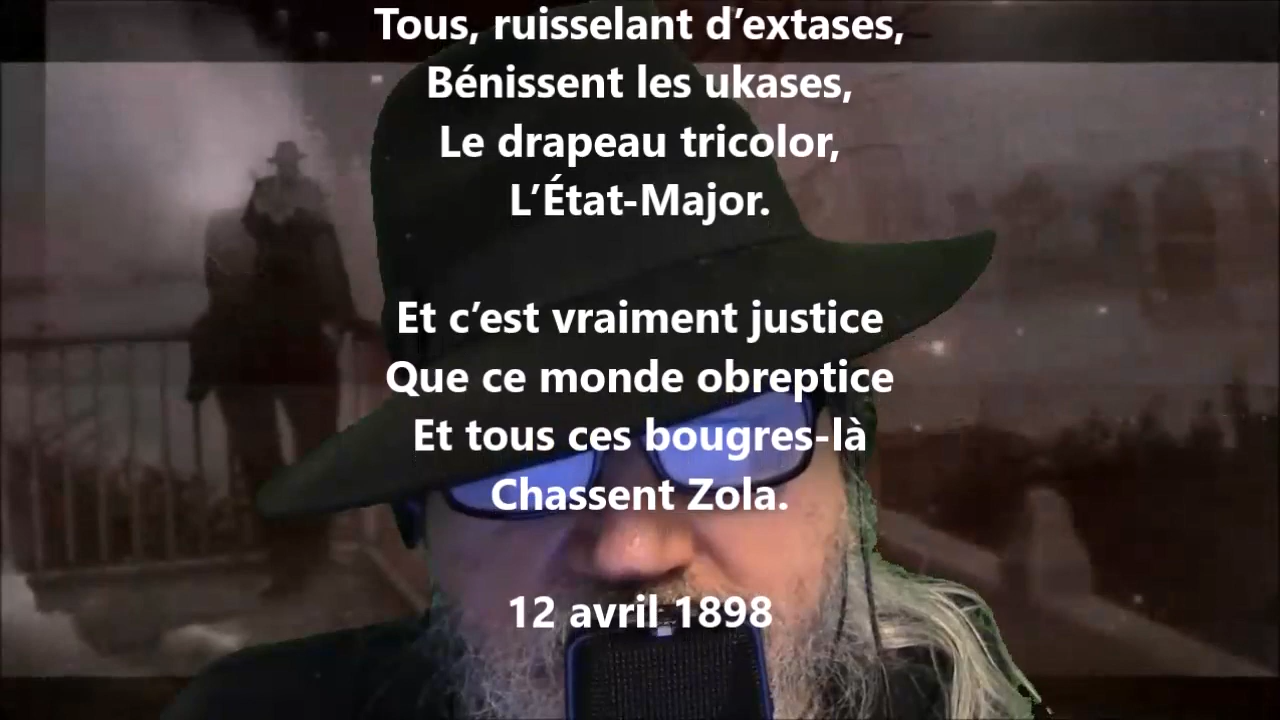 Tous, ruisselant d’extases,
Bénissent les ukases,
Le drapeau tricolor,
L’État-Major.
Et c’est vraiment justice
Que ce monde obreptice
Et tous ces bougres-là
Chassent Zola.
12 avril 1898